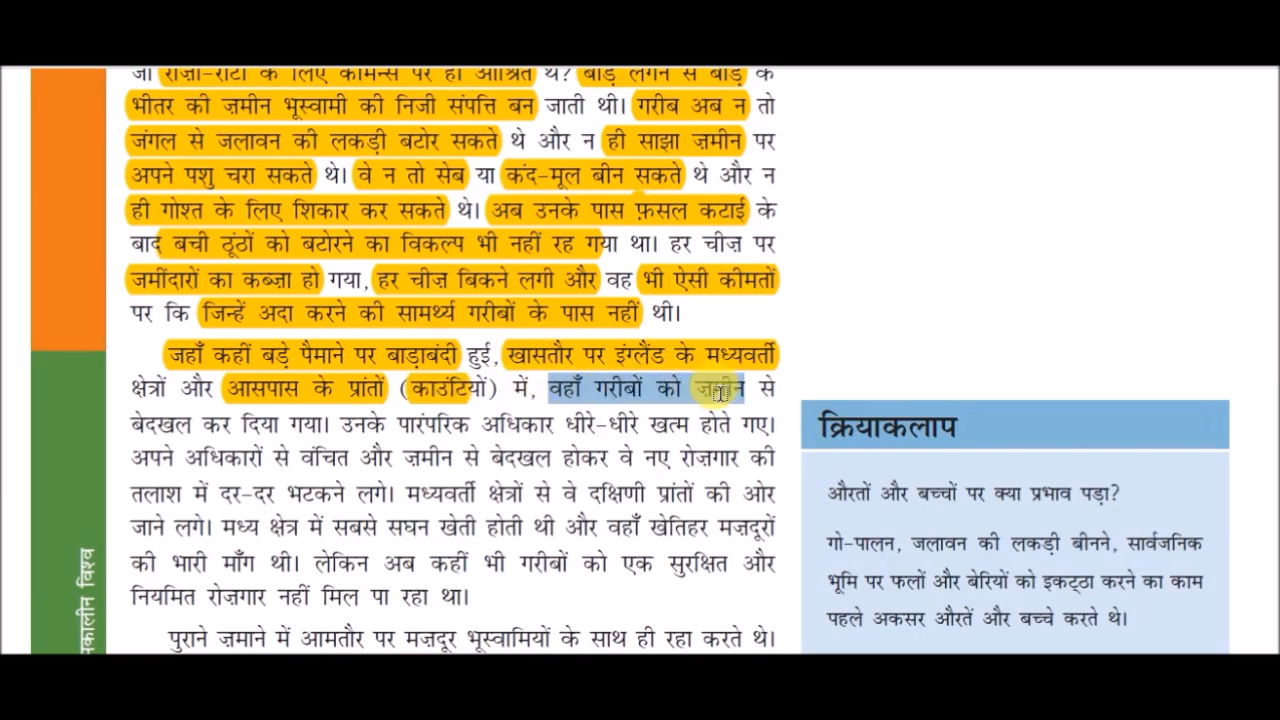 जो रोज़ी-रोटी के लिए कॉमन्स पर ही आश्रित थे? बाड़ लगने से बाड़ के
भीतर की ज़मीन भूस्वामी की निजी संपत्ति बन जाती थी। गरीब अब न तो
जंगल से जलावन की लकड़ी बटोर सकते थे और न ही साझा ज़मीन पर
अपने पशु चरा सकते थे। वे न तो सेब या कंद-मूल बीन सकते थे और न
ही गोश्त के लिए शिकार कर सकते थे। अब उनके पास फ़सल कटाई के
बाद बची ठूंठों को बटोरने का विकल्प भी नहीं रह गया था। हर चीज़ पर
जमींदारों का कब्ज़ा हो गया, हर चीज़ बिकने लगी और वह भी ऐसी कीमतों
पर कि जिन्हें अदा करने की सामर्थ्य गरीबों के पास नहीं थी।
जहाँ कहीं बड़े पैमाने पर बाड़ाबंदी हुई, खासतौर पर इंग्लैंड के मध्यवर्ती
क्षेत्रों और आसपास के प्रांतों (काउंटियों) में, वहाँ गरीबों को ज़मीन से
बेदखल कर दिया गया। उनके पारंपरिक अधिकार धीरे-धीरे खत्म होते गए।
अपने अधिकारों से वंचित और ज़मीन से बेदखल होकर वे नए रोज़गार की
तलाश में दर-दर भटकने लगे। मध्यवर्ती क्षेत्रों से वे दक्षिणी प्रांतों की ओर
जाने लगे। मध्य क्षेत्र में सबसे सघन खेती होती थी और वहाँ खेतिहर मज़दूरों
की भारी माँग थी। लेकिन अब कहीं भी गरीबों को एक सुरक्षित और
नियमित रोज़गार नहीं मिल पा रहा था।
पुराने ज़माने में आमतौर पर मज़दूर भूस्वामियों के साथ ही रहा करते थे।
क्रियाकलाप
औरतों और बच्चों पर क्या प्रभाव पड़ा?
गो-पालन, जलावन की लकड़ी बीनने, सार्वजनिक
भूमि पर फलों और बेरियों को इकट्ठा करने का काम
पहले अकसर औरतें और बच्चे करते थे।
मकालीन विश्व